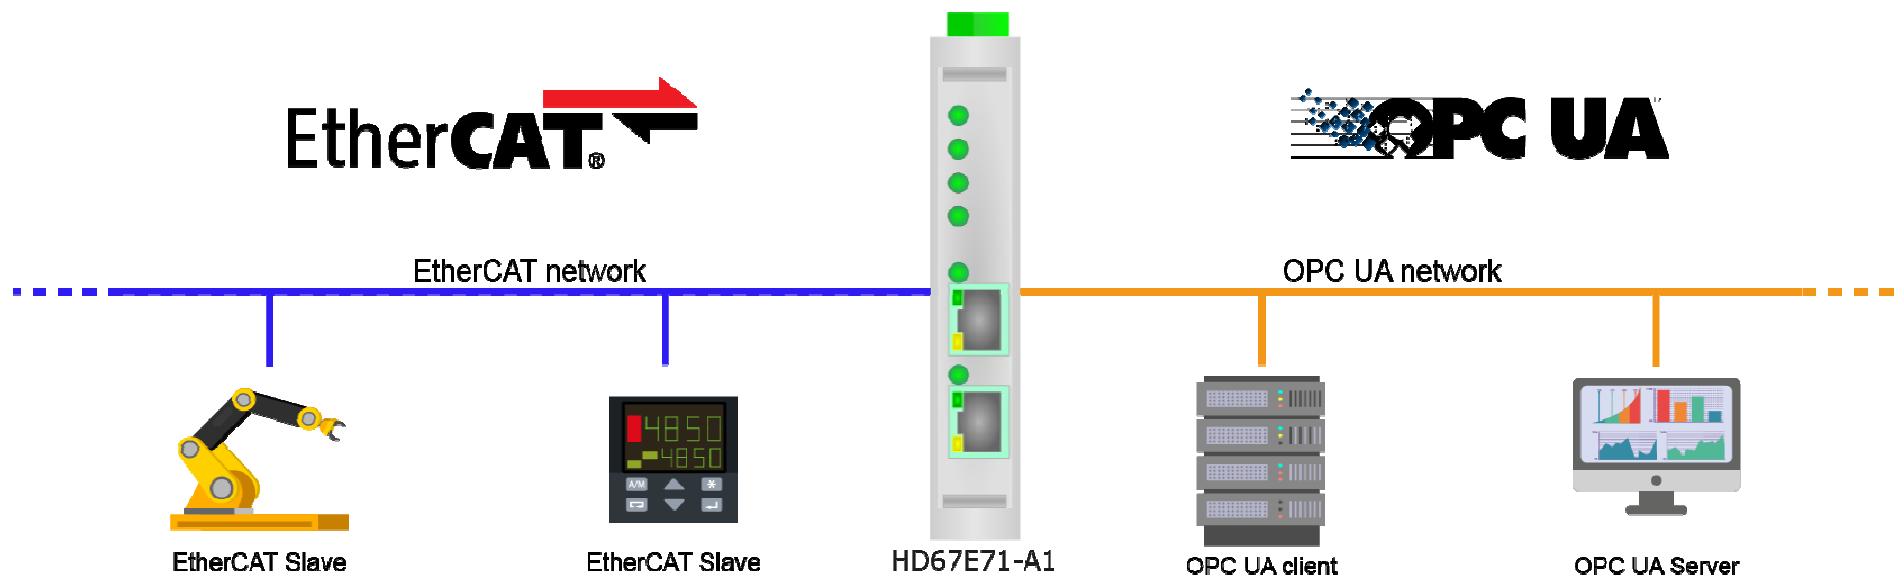 EtherCAT®
OPC UA
EtherCAT network
OPC UA network
4850
4850
A/M
EtherCAT Slave
EtherCAT Slave
HD67E71-A1
OPC UA client
OPC UA Server